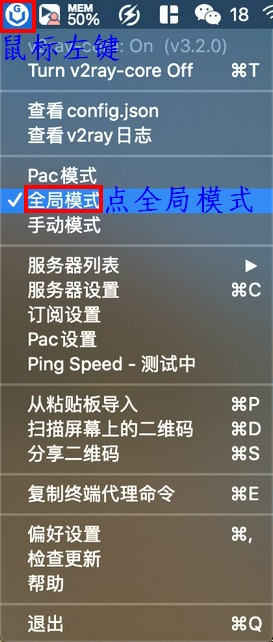 MEM
50%
18
v2ray-core: On (v3.2.0)
鼠标左键
Turn v2ray-core Off ⌘T
查看 config.json
查看 v2ray 日志
Pac模式
✓ 全局模式 点全局模式
手动模式
服务器列表 ▶
服务器设置 ⌘C
订阅设置
Pac设置
Ping Speed - 测试中
从粘贴板导入 ⌘P
扫描屏幕上的二维码 ⌘D
分享二维码 ⌘S
复制终端代理命令 ⌘E
偏好设置 ⌘,
检查更新
帮助
退出 ⌘Q